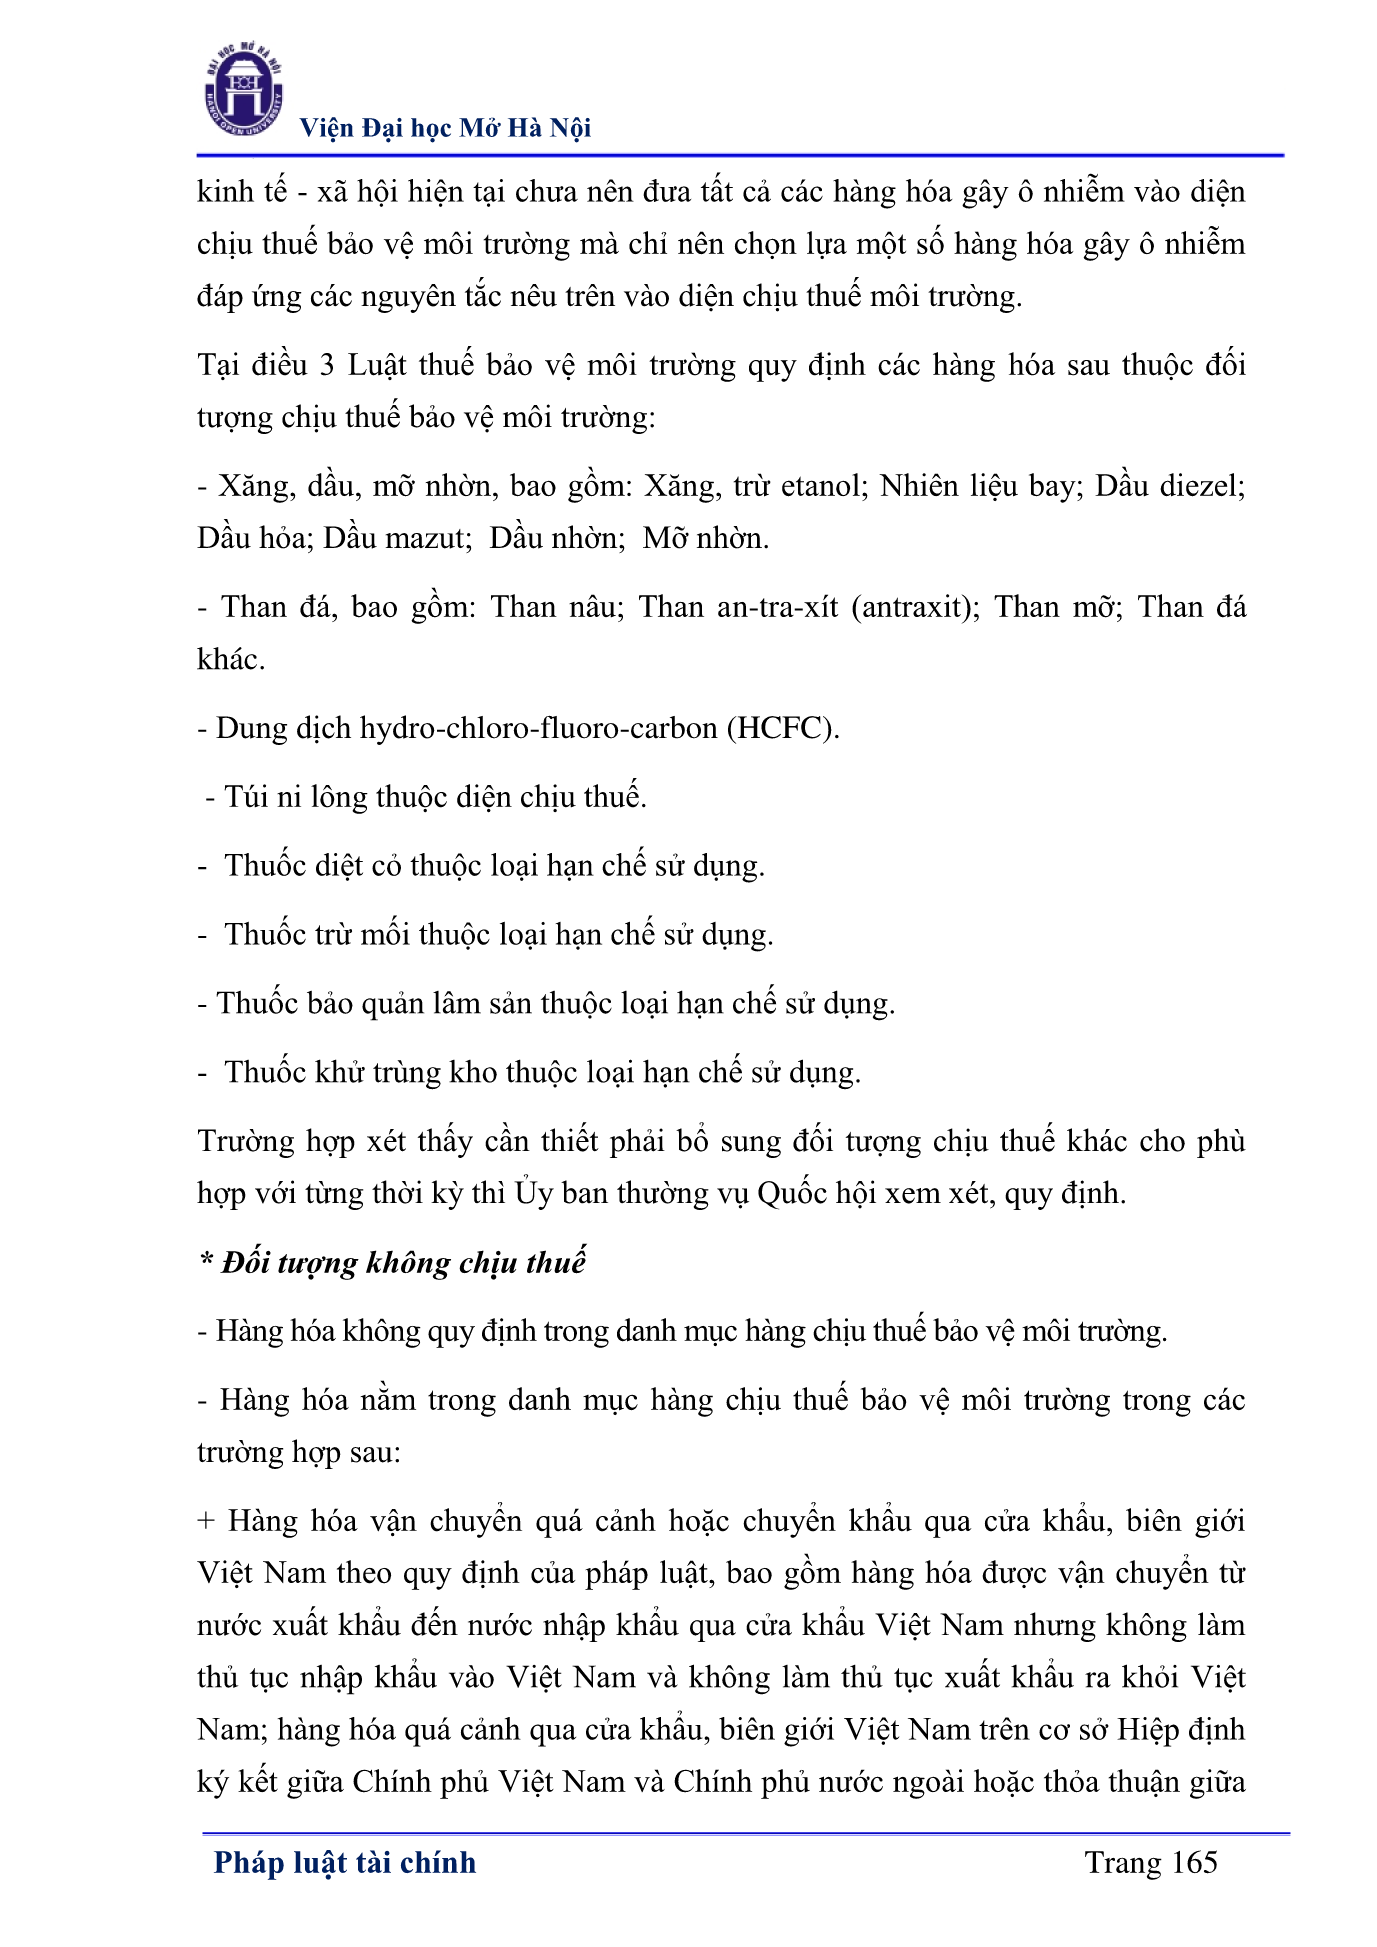 ĐẠI HỌC MỞ HÀ NỘI
HANOI OPEN UNIVERSITY
Viện Đại học Mở Hà Nội
kinh tế - xã hội hiện tại chưa nên đưa tất cả các hàng hóa gây ô nhiễm vào diện
chịu thuế bảo vệ môi trường mà chỉ nên chọn lựa một số hàng hóa gây ô nhiễm
đáp ứng các nguyên tắc nêu trên vào diện chịu thuế môi trường.
Tại điều 3 Luật thuế bảo vệ môi trường quy định các hàng hóa sau thuộc đối
tượng chịu thuế bảo vệ môi trường:
- Xăng, dầu, mỡ nhờn, bao gồm: Xăng, trừ etanol; Nhiên liệu bay; Dầu diezel;
Dầu hỏa; Dầu mazut; Dầu nhờn; Mỡ nhờn.
- Than đá, bao gồm: Than nâu; Than an-tra-xít (antraxit); Than mỡ; Than đá
khác.
- Dung dịch hydro-chloro-fluoro-carbon (HCFC).
- Túi ni lông thuộc diện chịu thuế.
- Thuốc diệt cỏ thuộc loại hạn chế sử dụng.
- Thuốc trừ mối thuộc loại hạn chế sử dụng.
- Thuốc bảo quản lâm sản thuộc loại hạn chế sử dụng.
- Thuốc khử trùng kho thuộc loại hạn chế sử dụng.
Trường hợp xét thấy cần thiết phải bổ sung đối tượng chịu thuế khác cho phù
hợp với từng thời kỳ thì Ủy ban thường vụ Quốc hội xem xét, quy định.
* Đối tượng không chịu thuế
- Hàng hóa không quy định trong danh mục hàng chịu thuế bảo vệ môi trường.
- Hàng hóa nằm trong danh mục hàng chịu thuế bảo vệ môi trường trong các
trường hợp sau:
+ Hàng hóa vận chuyển quá cảnh hoặc chuyển khẩu qua cửa khẩu, biên giới
Việt Nam theo quy định của pháp luật, bao gồm hàng hóa được vận chuyển từ
nước xuất khẩu đến nước nhập khẩu qua cửa khẩu Việt Nam nhưng không làm
thủ tục nhập khẩu vào Việt Nam và không làm thủ tục xuất khẩu ra khỏi Việt
Nam; hàng hóa quá cảnh qua cửa khẩu, biên giới Việt Nam trên cơ sở Hiệp định
ký kết giữa Chính phủ Việt Nam và Chính phủ nước ngoài hoặc thỏa thuận giữa
Pháp luật tài chính
Trang 165